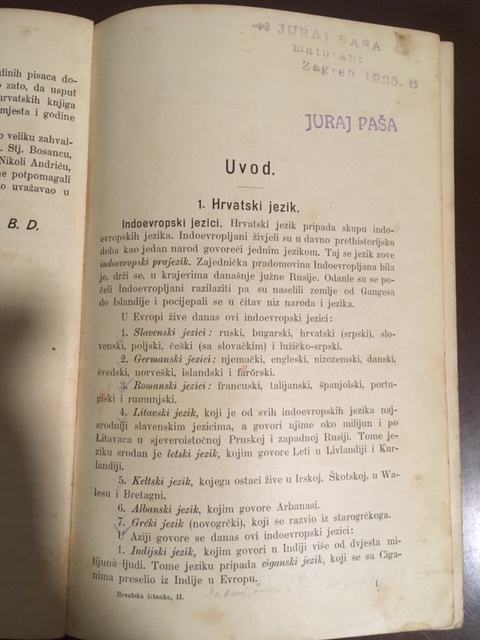 dinih pisaca do-
zato, da usput
hrvatskih knjiga
mjesta i godine
o veliku zahval-
. Stj. Bosancu,
Nikoli Andriću,
ne potpomagali
o uvažavao u
B. D.
JURAJ PAŠA
maturant
Zagreb 1925. 6
JURAJ PAŠA
Uvod.
1. Hrvatski jezik.
Indoevropski jezici. Hrvatski jezik pripada skupu indo-
evropskih jezika. Indoevropljani živjeli su u davno prethistorijsko
doba kao jedan narod govoreći jednim jezikom. Taj se jezik zove
indoevropski prajezik. Zajednička pradomovina Indoevropljana bila
je, drži se, u krajevima današnje južne Rusije. Odanle su se po-
čeli Indoevropljani razilaziti pa su naselili zemlje od Gangesa
do Islandije i pocijepali se u čitav niz naroda i jezika.
U Evropi žive danas ovi indoevropski jezici:
1. Slavenski jezici: ruski, bugarski, hrvatski (srpski), slo-
venski, poljski, češki (sa slovačkim) i lužičko-srpski.
2. Germanski jezici: njemački, engleski, nizozemski, danski,
švedski, norveški, islandski i farörski.
3. Romanski jezici: francuski, talijanski, španjolski, portu-
giski i rumunjski.
4. Litavski jezik, koji je od svih indoevropskih jezika naj-
srodniji slavenskim jezicima, a govori njime oko milijun i po
Litavaca u sjeveroistočnoj Pruskoj i zapadnoj Rusiji. Tome je-
ziku srodan je letski jezik, kojim govore Leti u Livlandiji i Kur-
landiji.
5. Keltski jezik, kojega ostaci žive u Irskoj, Škotskoj, u Wa-
lesu i Bretagni.
6. Albanski jezik, kojim govore Arbanasi.
7. Grčki jezik (novogrčki), koji se razvio iz starogrčkoga.
U Aziji govore se danas ovi indoevropski jezici:
1. Indijski jezik, kojim govori u Indiji više od dvjesta mi-
lijuna ljudi. Tome jeziku pripada ciganski jezik, koji se sa Ciga-
nima preselio iz Indije u Evropu.
Hrvatska čitanka, II.
1